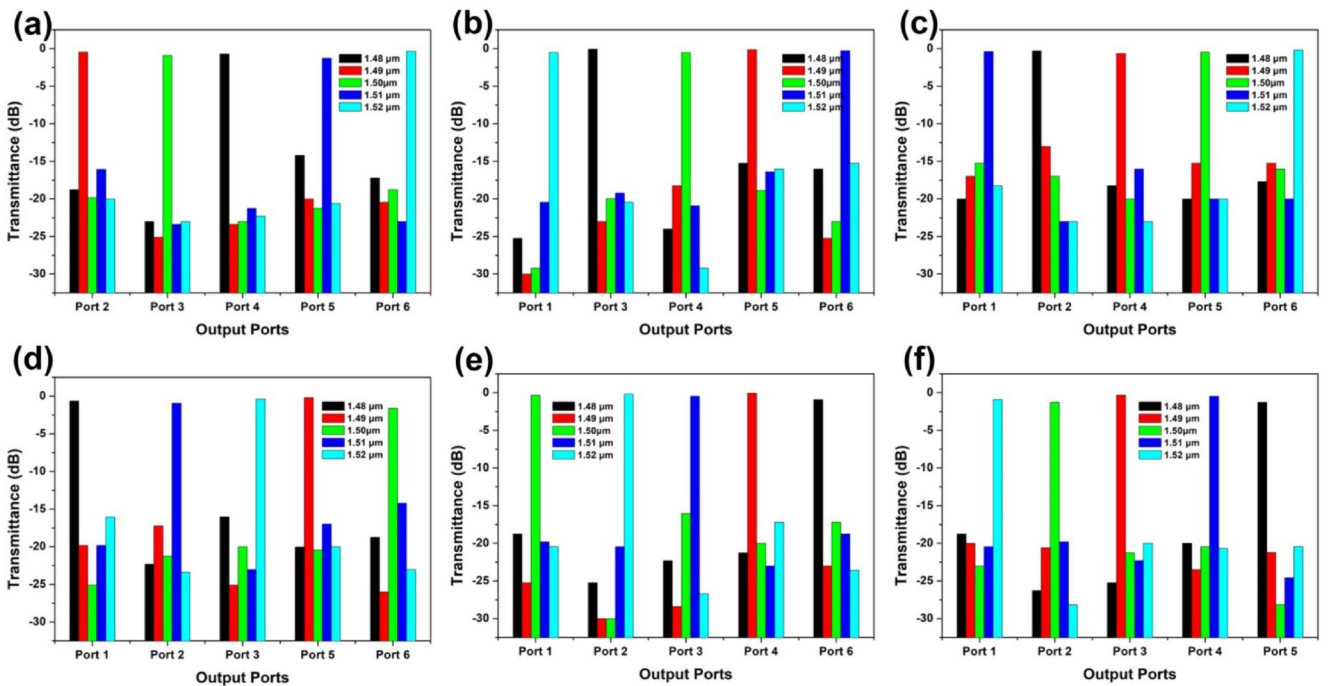 (a)
Transmittance (dB)
0
-5
-10
-15
-20
-25
-30
1.48 µm
1.49 µm
1.50µm
1.51 µm
1.52 µm
Port 2 Port 3 Port 4 Port 5 Port 6
Output Ports
(b)
Transmittance (dB)
0
-5
-10
-15
-20
-25
-30
1.48 µm
1.49 µm
1.50µm
1.51 µm
1.52 µm
Port 1 Port 3 Port 4 Port 5 Port 6
Output Ports
(c)
Transmittance (dB)
0
-5
-10
-15
-20
-25
-30
1.48 µm
1.49 µm
1.50µm
1.51 µm
1.52 µm
Port 1 Port 2 Port 4 Port 5 Port 6
Output Ports
(d)
Transmittance (dB)
0
-5
-10
-15
-20
-25
-30
1.48 µm
1.49 µm
1.50µm
1.51 µm
1.52 µm
Port 1 Port 2 Port 3 Port 5 Port 6
Output Ports
(e)
Transmittance (dB)
0
-5
-10
-15
-20
-25
-30
1.48 µm
1.49 µm
1.50µm
1.51 µm
1.52 µm
Port 1 Port 2 Port 3 Port 4 Port 6
Output Ports
(f)
Transmittance (dB)
0
-5
-10
-15
-20
-25
-30
1.48 µm
1.49 µm
1.50µm
1.51 µm
1.52 µm
Port 1 Port 2 Port 3 Port 4 Port 5
Output Ports